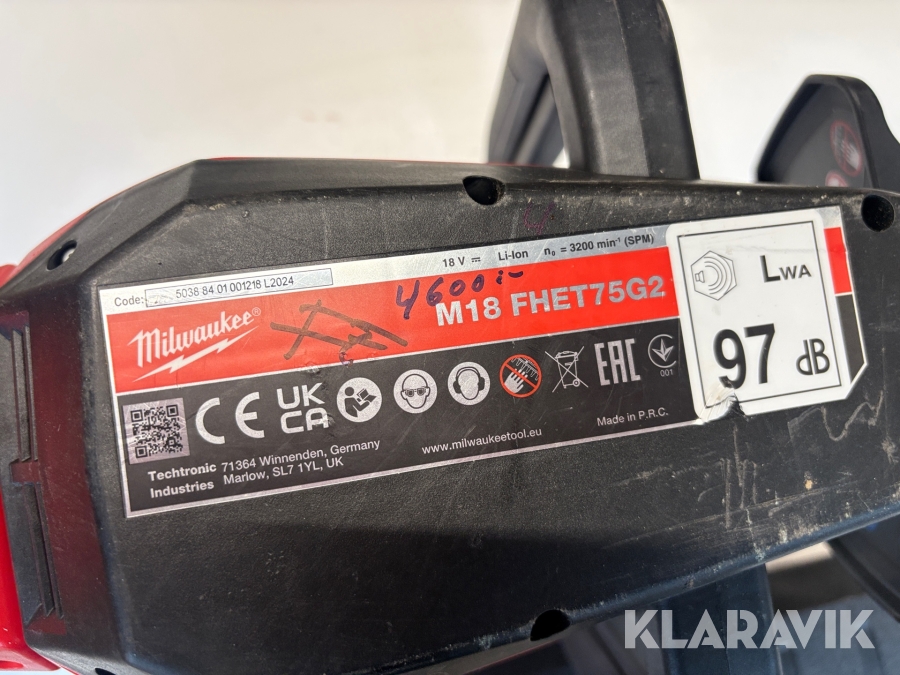 Code: 5038 84 01 001218 L2024
18 V Li-Ion n₀ = 3200 min⁻¹ (SPM)
Milwaukee®
4600:-
M18 FHET75G2
LWA
97 dB
CE UKCA EAC
001
Techtronic Industries
71364 Winnenden, Germany
Marlow, SL7 1YL, UK
www.milwaukeetool.eu
Made in P.R.C.
KLARAVIK